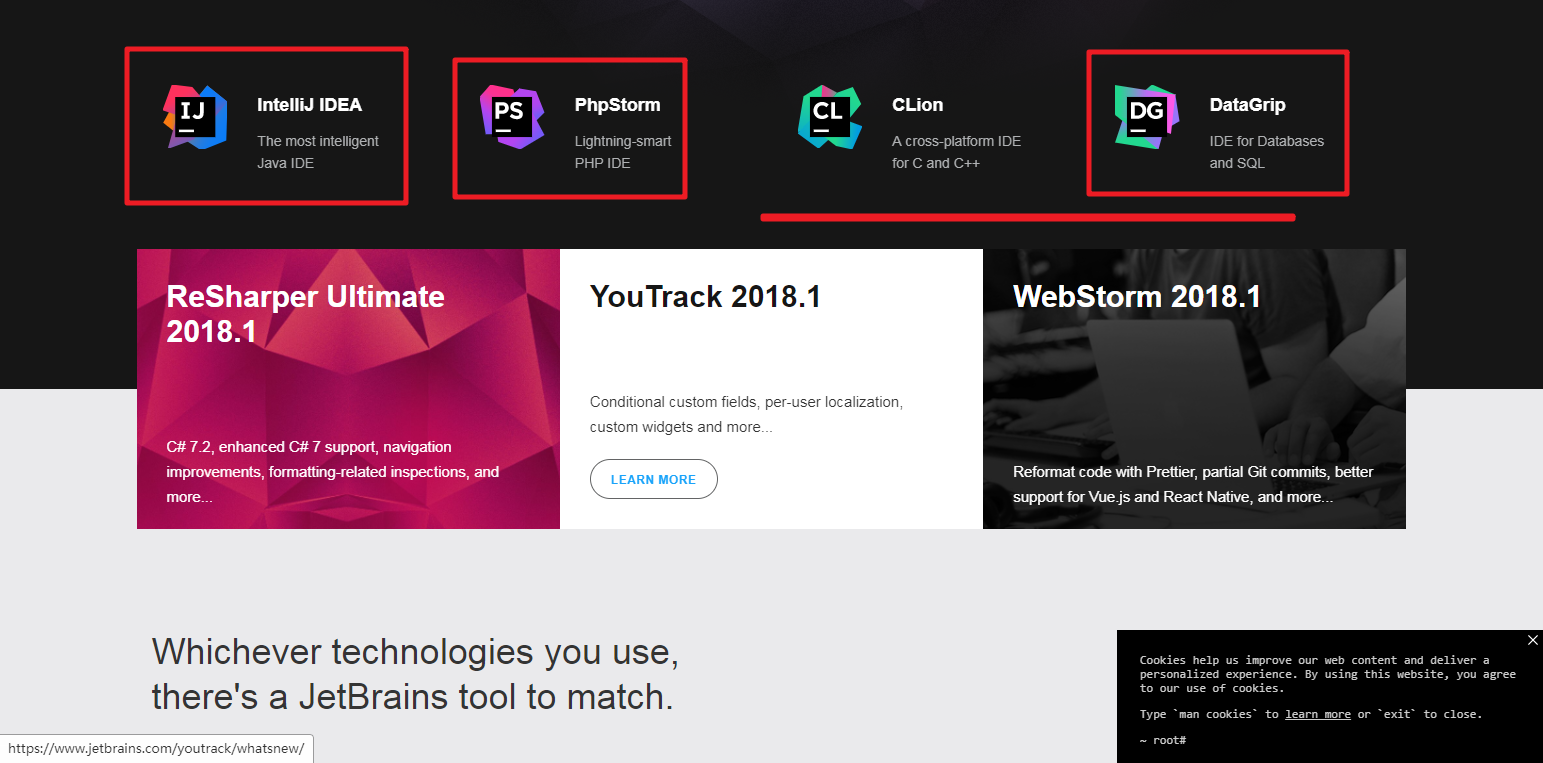 IJ
IntelliJ IDEA
The most intelligent
Java IDE
PS
PhpStorm
Lightning-smart
PHP IDE
CL
CLion
A cross-platform IDE
for C and C++
DG
DataGrip
IDE for Databases
and SQL
ReSharper Ultimate
2018.1
C# 7.2, enhanced C# 7 support, navigation
improvements, formatting-related inspections, and
more...
YouTrack 2018.1
Conditional custom fields, per-user localization,
custom widgets and more...
LEARN MORE
WebStorm 2018.1
Reformat code with Prettier, partial Git commits, better
support for Vue.js and React Native, and more...
Whichever technologies you use,
there's a JetBrains tool to match.
Cookies help us improve our web content and deliver a
personalized experience. By using this website, you agree
to our use of cookies.
Type `man cookies` to learn more or `exit` to close.
~ root#
https://www.jetbrains.com/youtrack/whatsnew/